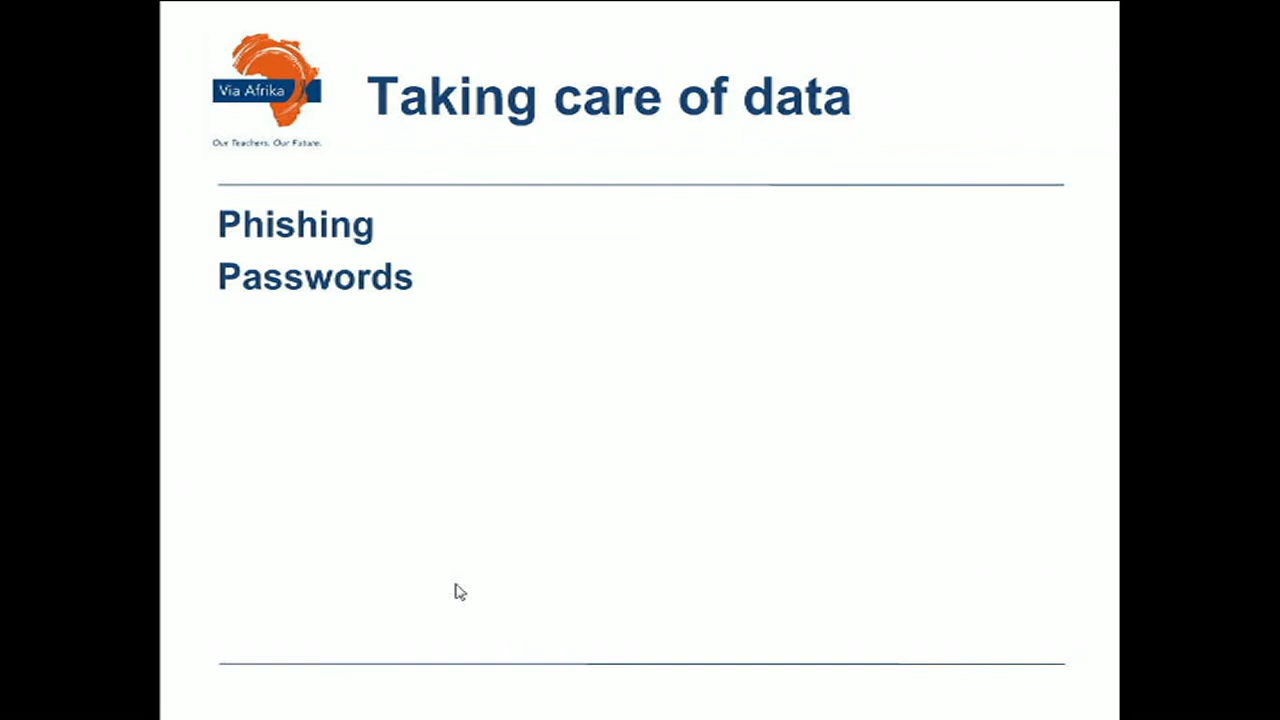 Via Afrika
Our Teachers. Our Future.
Taking care of data
Phishing
Passwords